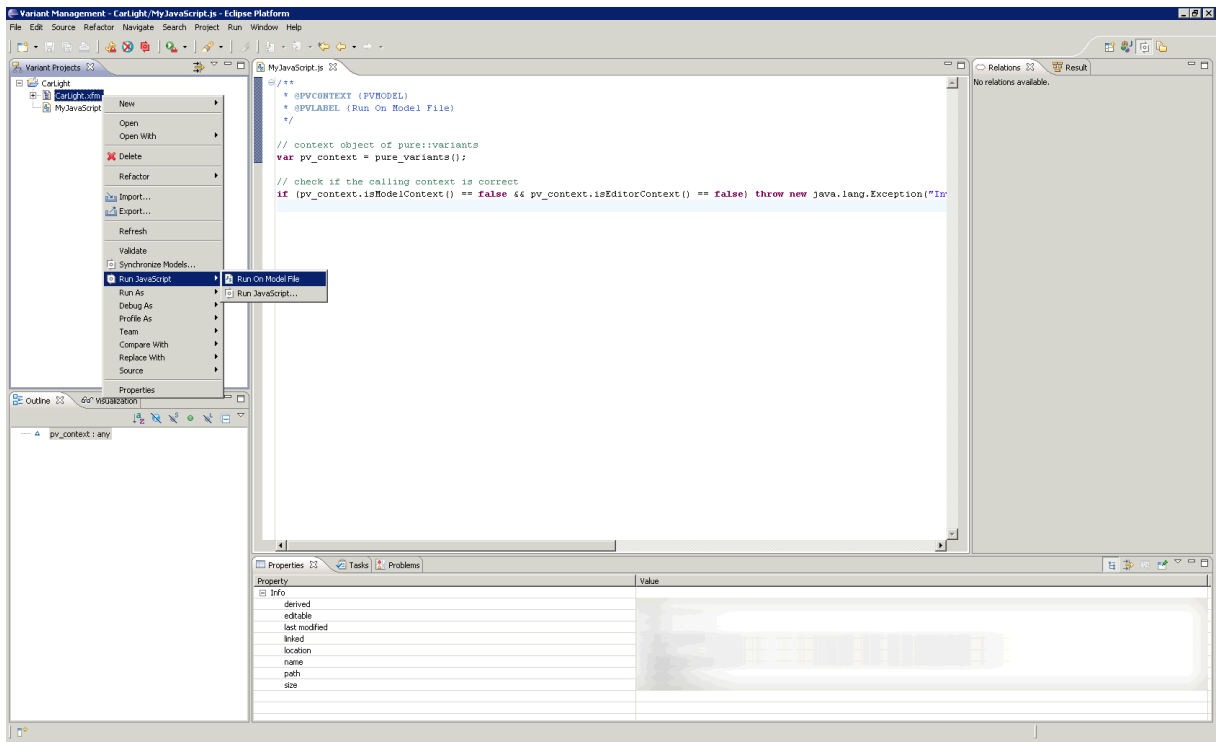 Variant Management - CarLight/MyJavaScript.js - Eclipse Platform
File Edit Source Refactor Navigate Search Project Run Window Help
Variant Projects
CarLight
CarLight.xfm
MyJavaScript
New
Open
Open With
Delete
Refactor
Import...
Export...
Refresh
Validate
Synchronize Models...
Run JavaScript
Run As
Debug As
Profile As
Team
Compare With
Replace With
Source
Properties
Run On Model File
Run JavaScript...
Outline
Visualization
pv_context : any
MyJavaScript.js
/**
* @PVCONTEXT (PVMODEL)
* @PVLABEL (Run On Model File)
*/
// context object of pure::variants
var pv_context = pure_variants();
// check if the calling context is correct
if (pv_context.isModelContext() == false && pv_context.isEditorContext() == false) throw new java.lang.Exception("In
Relations
Result
No relations available.
Properties
Tasks
Problems
Property Value
Info
derived
editable
last modified
linked
location
name
path
size